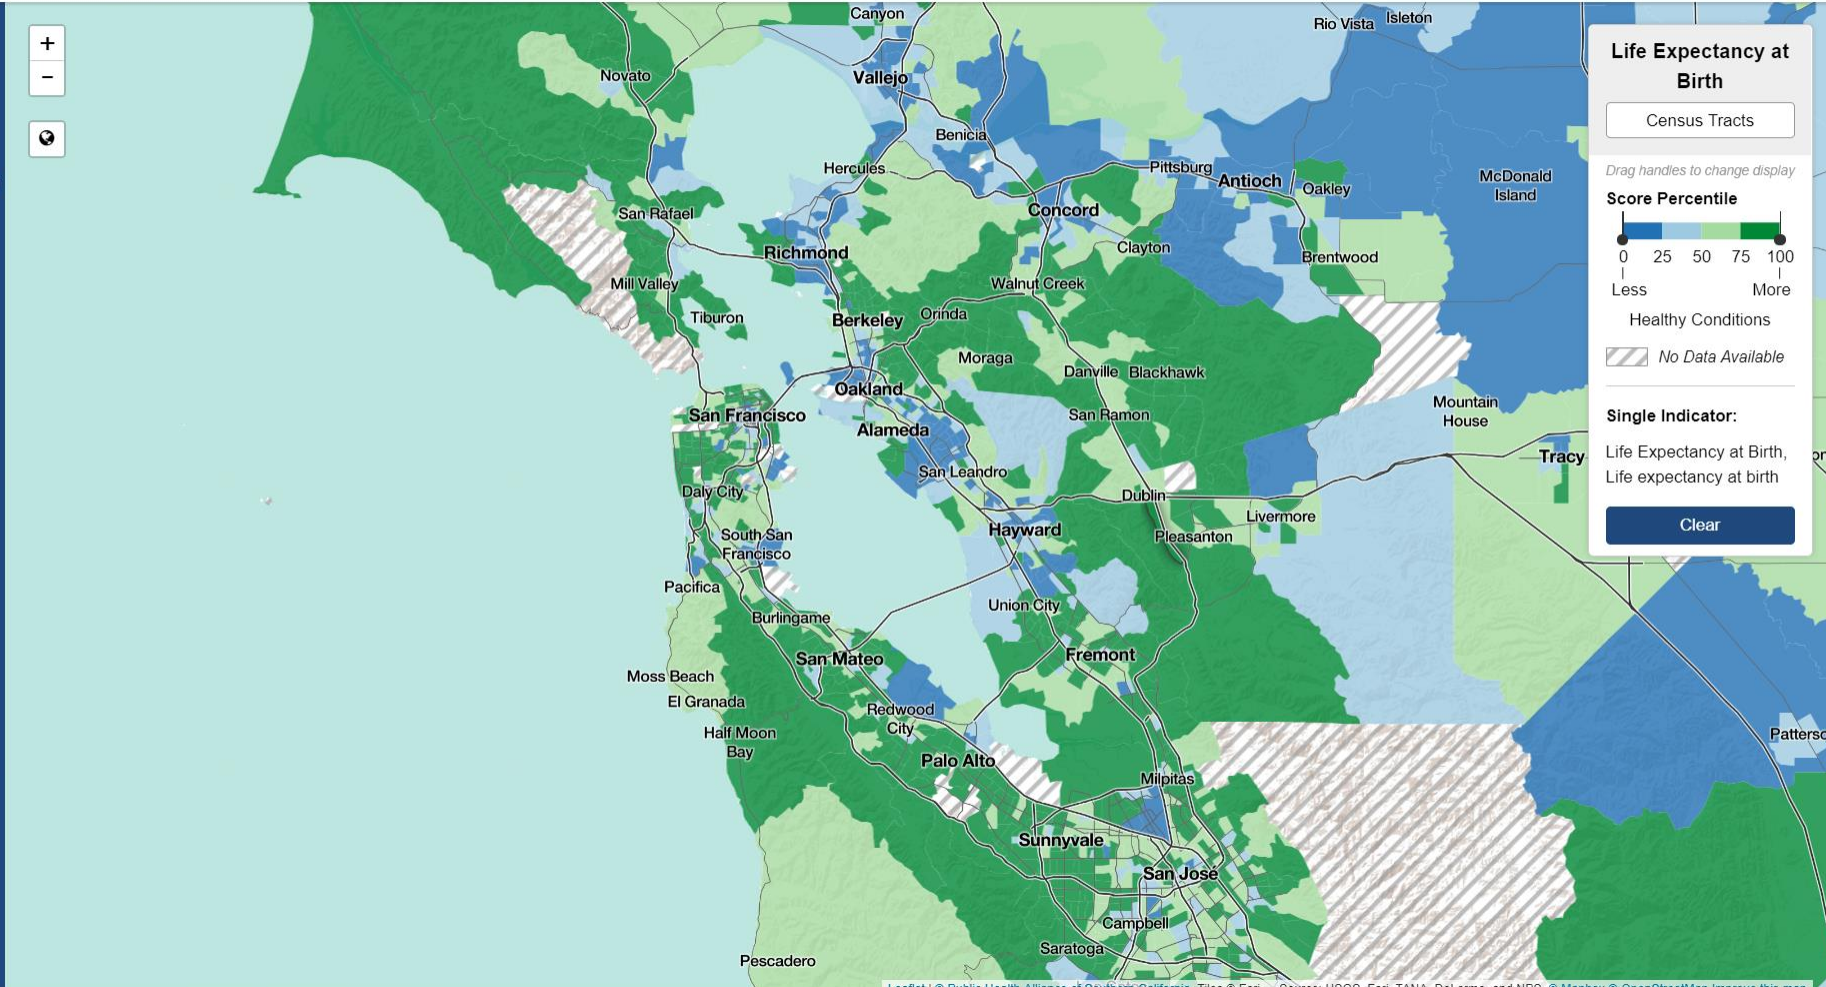 Canyon
Rio Vista
Isleton
+
−
Novato
Vallejo
Life Expectancy at
Birth
Census Tracts
Benicia
Hercules
Pittsburg
Antioch
Oakley
McDonald
Island
Drag handles to change display
Score Percentile
0 25 50 75 100
Less More
Healthy Conditions
No Data Available
San Rafael
Concord
Richmond
Clayton
Brentwood
Mill Valley
Walnut Creek
Tiburon
Berkeley
Orinda
Moraga
Danville
Blackhawk
Oakland
San Francisco
San Ramon
Mountain
House
Alameda
Single Indicator:
Life Expectancy at Birth,
Life expectancy at birth
Clear
Tracy
San Leandro
Daly City
Dublin
Livermore
Hayward
Pleasanton
South San
Francisco
Pacifica
Union City
Burlingame
San Mateo
Fremont
Moss Beach
El Granada
Redwood
City
Half Moon
Bay
Patterso
Palo Alto
Milpitas
Sunnyvale
San José
Campbell
Saratoga
Pescadero